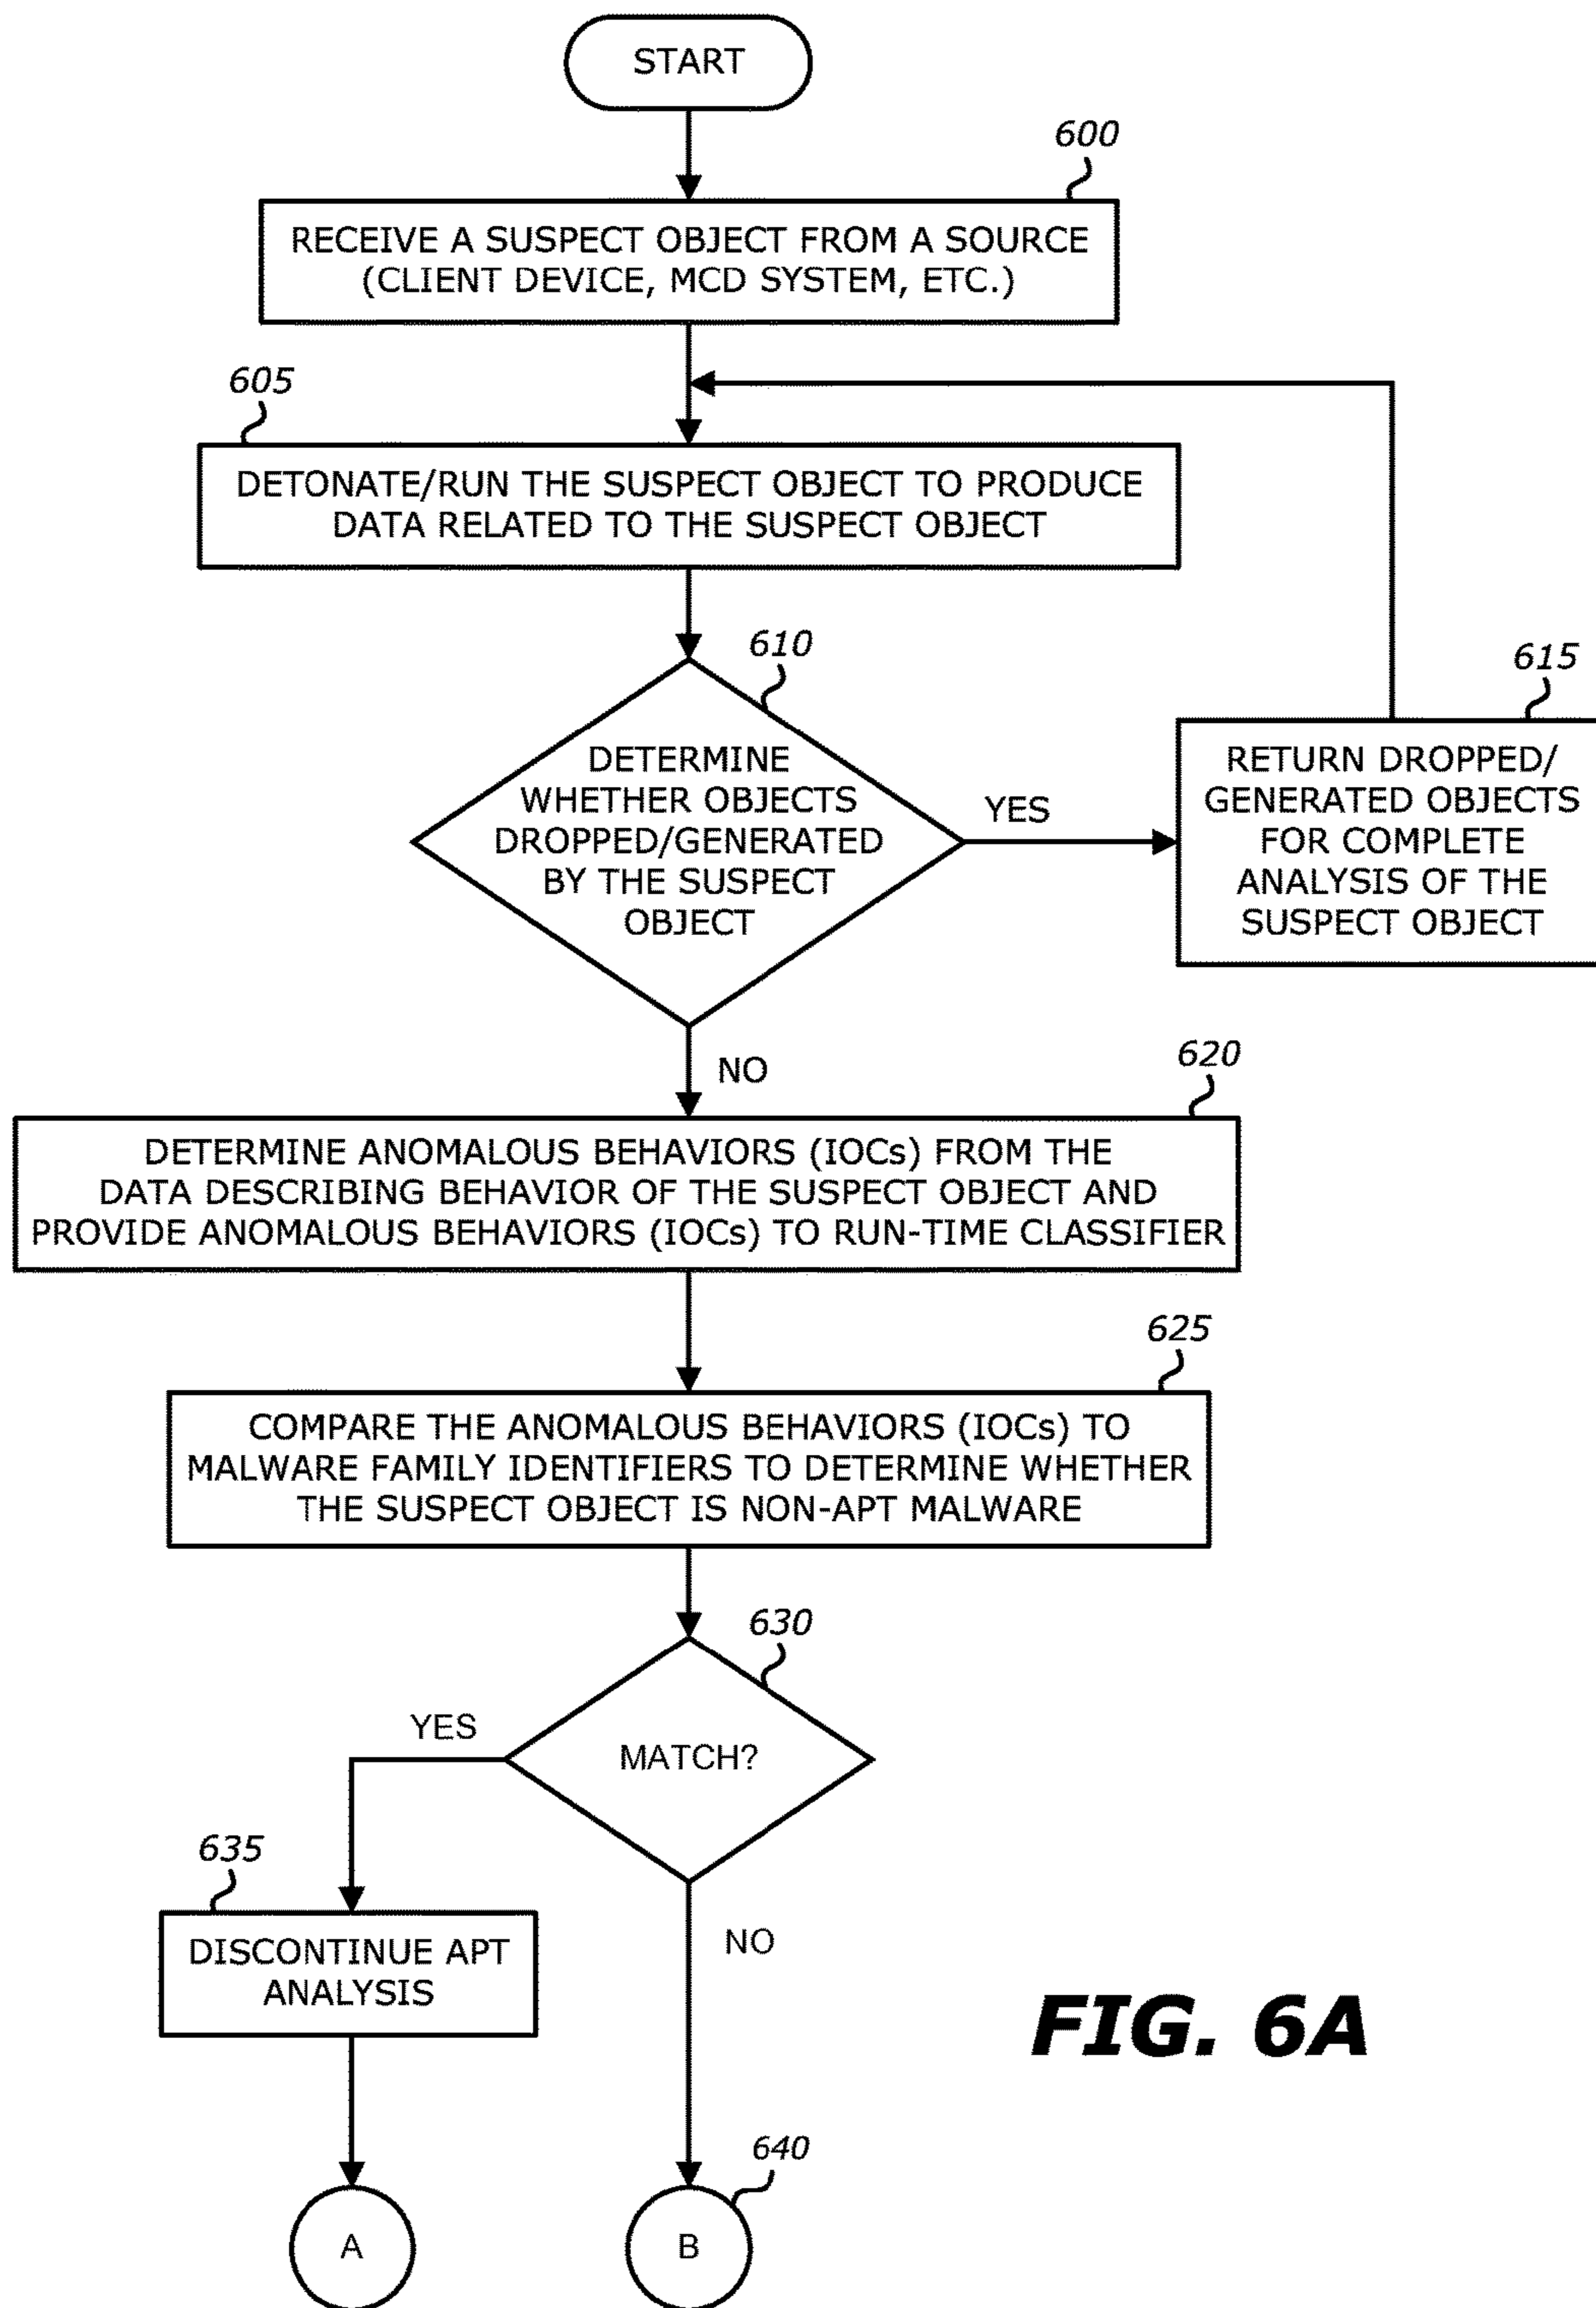 START
600
RECEIVE A SUSPECT OBJECT FROM A SOURCE
(CLIENT DEVICE, MCD SYSTEM, ETC.)
605
DETONATE/RUN THE SUSPECT OBJECT TO PRODUCE
DATA RELATED TO THE SUSPECT OBJECT
610
DETERMINE
WHETHER OBJECTS
DROPPED/GENERATED
BY THE SUSPECT
OBJECT
YES
615
RETURN DROPPED/
GENERATED OBJECTS
FOR COMPLETE
ANALYSIS OF THE
SUSPECT OBJECT
NO
620
DETERMINE ANOMALOUS BEHAVIORS (IOCs) FROM THE
DATA DESCRIBING BEHAVIOR OF THE SUSPECT OBJECT AND
PROVIDE ANOMALOUS BEHAVIORS (IOCs) TO RUN-TIME CLASSIFIER
625
COMPARE THE ANOMALOUS BEHAVIORS (IOCs) TO
MALWARE FAMILY IDENTIFIERS TO DETERMINE WHETHER
THE SUSPECT OBJECT IS NON-APT MALWARE
630
MATCH?
YES
635
DISCONTINUE APT
ANALYSIS
NO
FIG. 6A
640
A
B